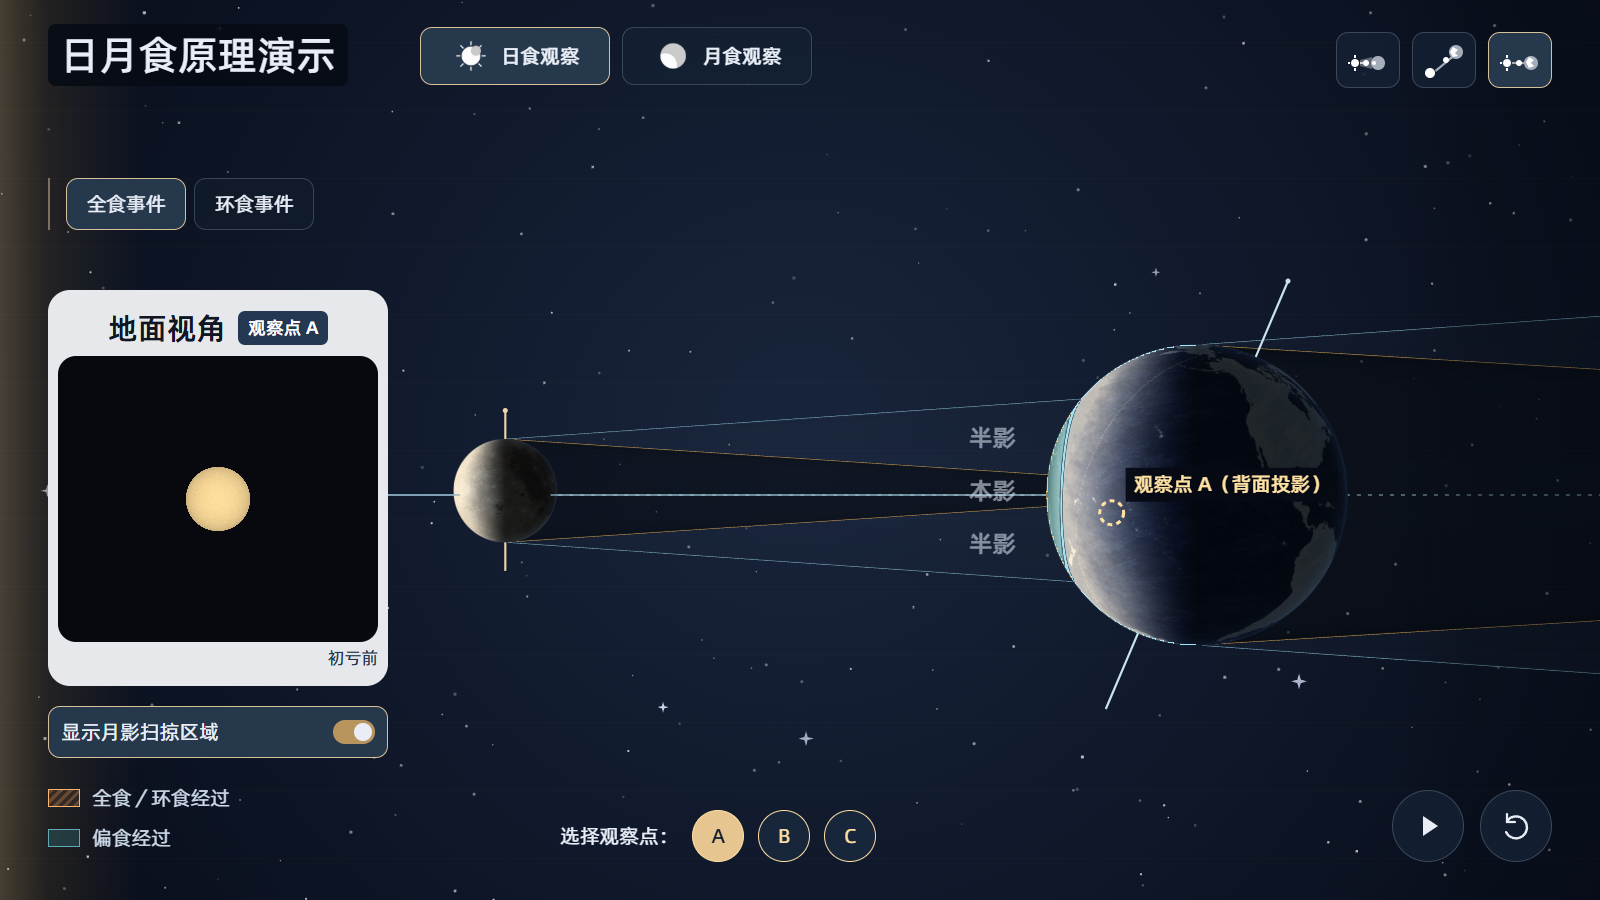 日月食原理演示
日食观察
月食观察
全食事件
环食事件
地面视角
观察点 A
初亏前
显示月影扫掠区域
全食 / 环食经过
偏食经过
半影
本影
半影
观察点 A（背面投影）
选择观察点：
A
B
C